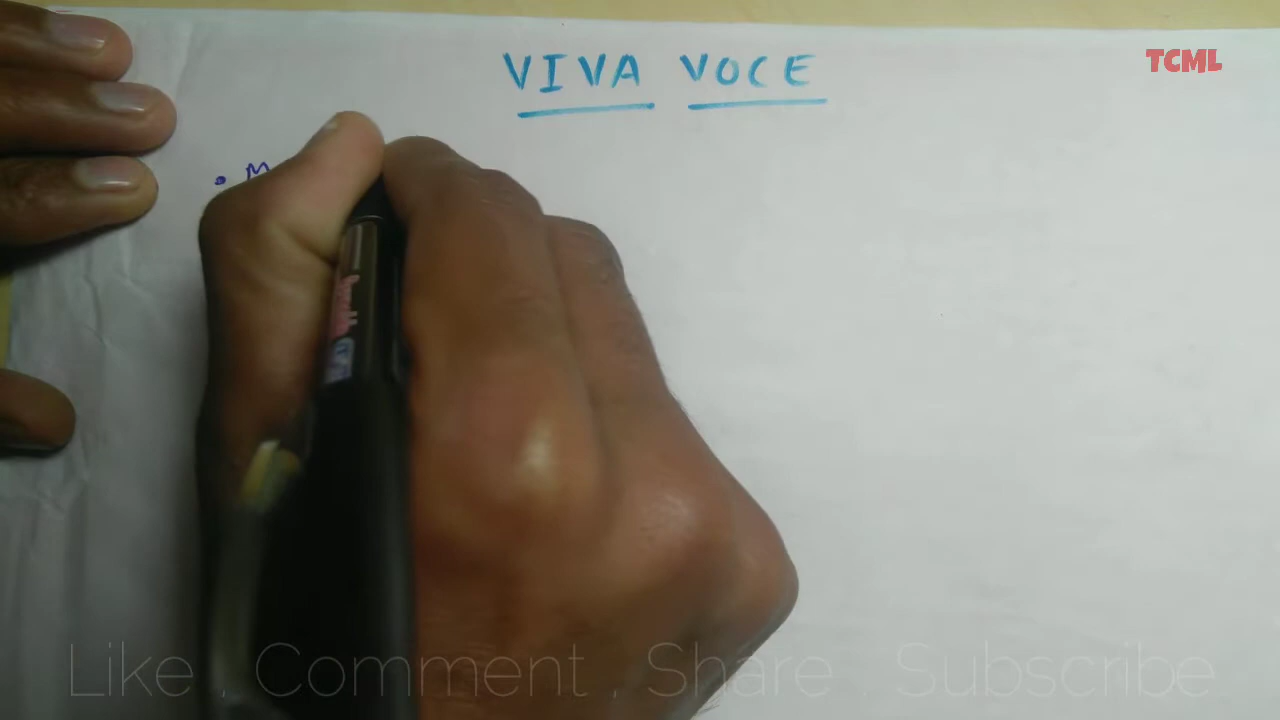 VIVA VOCE
TCML
• M
Like , Comment , Share , Subscribe